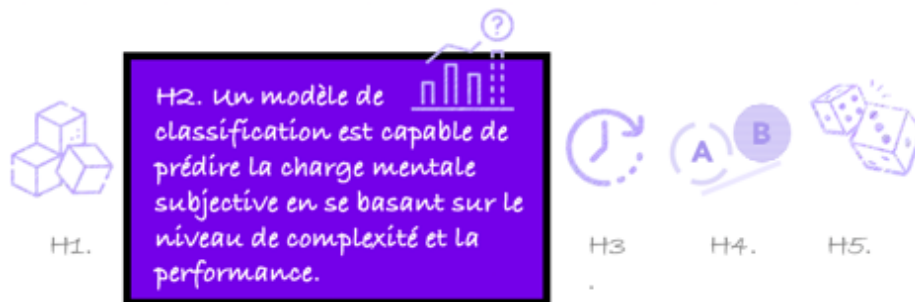 ?
H2. Un modèle de
classification est capable de
prédire la charge mentale
subjective en se basant sur le
niveau de complexité et la
performance.
A B
H1.
H3
.
H4.
H5.